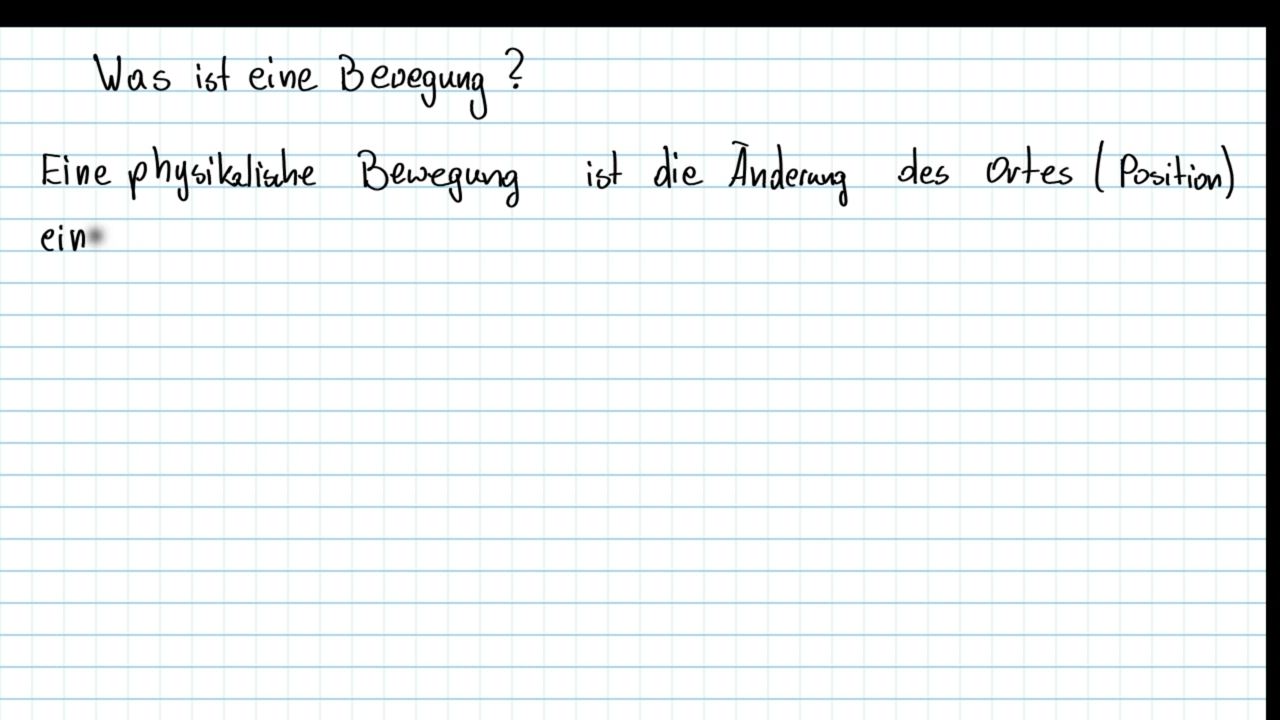 Was ist eine Bewegung?
Eine physikalische Bewegung ist die Änderung des Ortes (Position)
ein